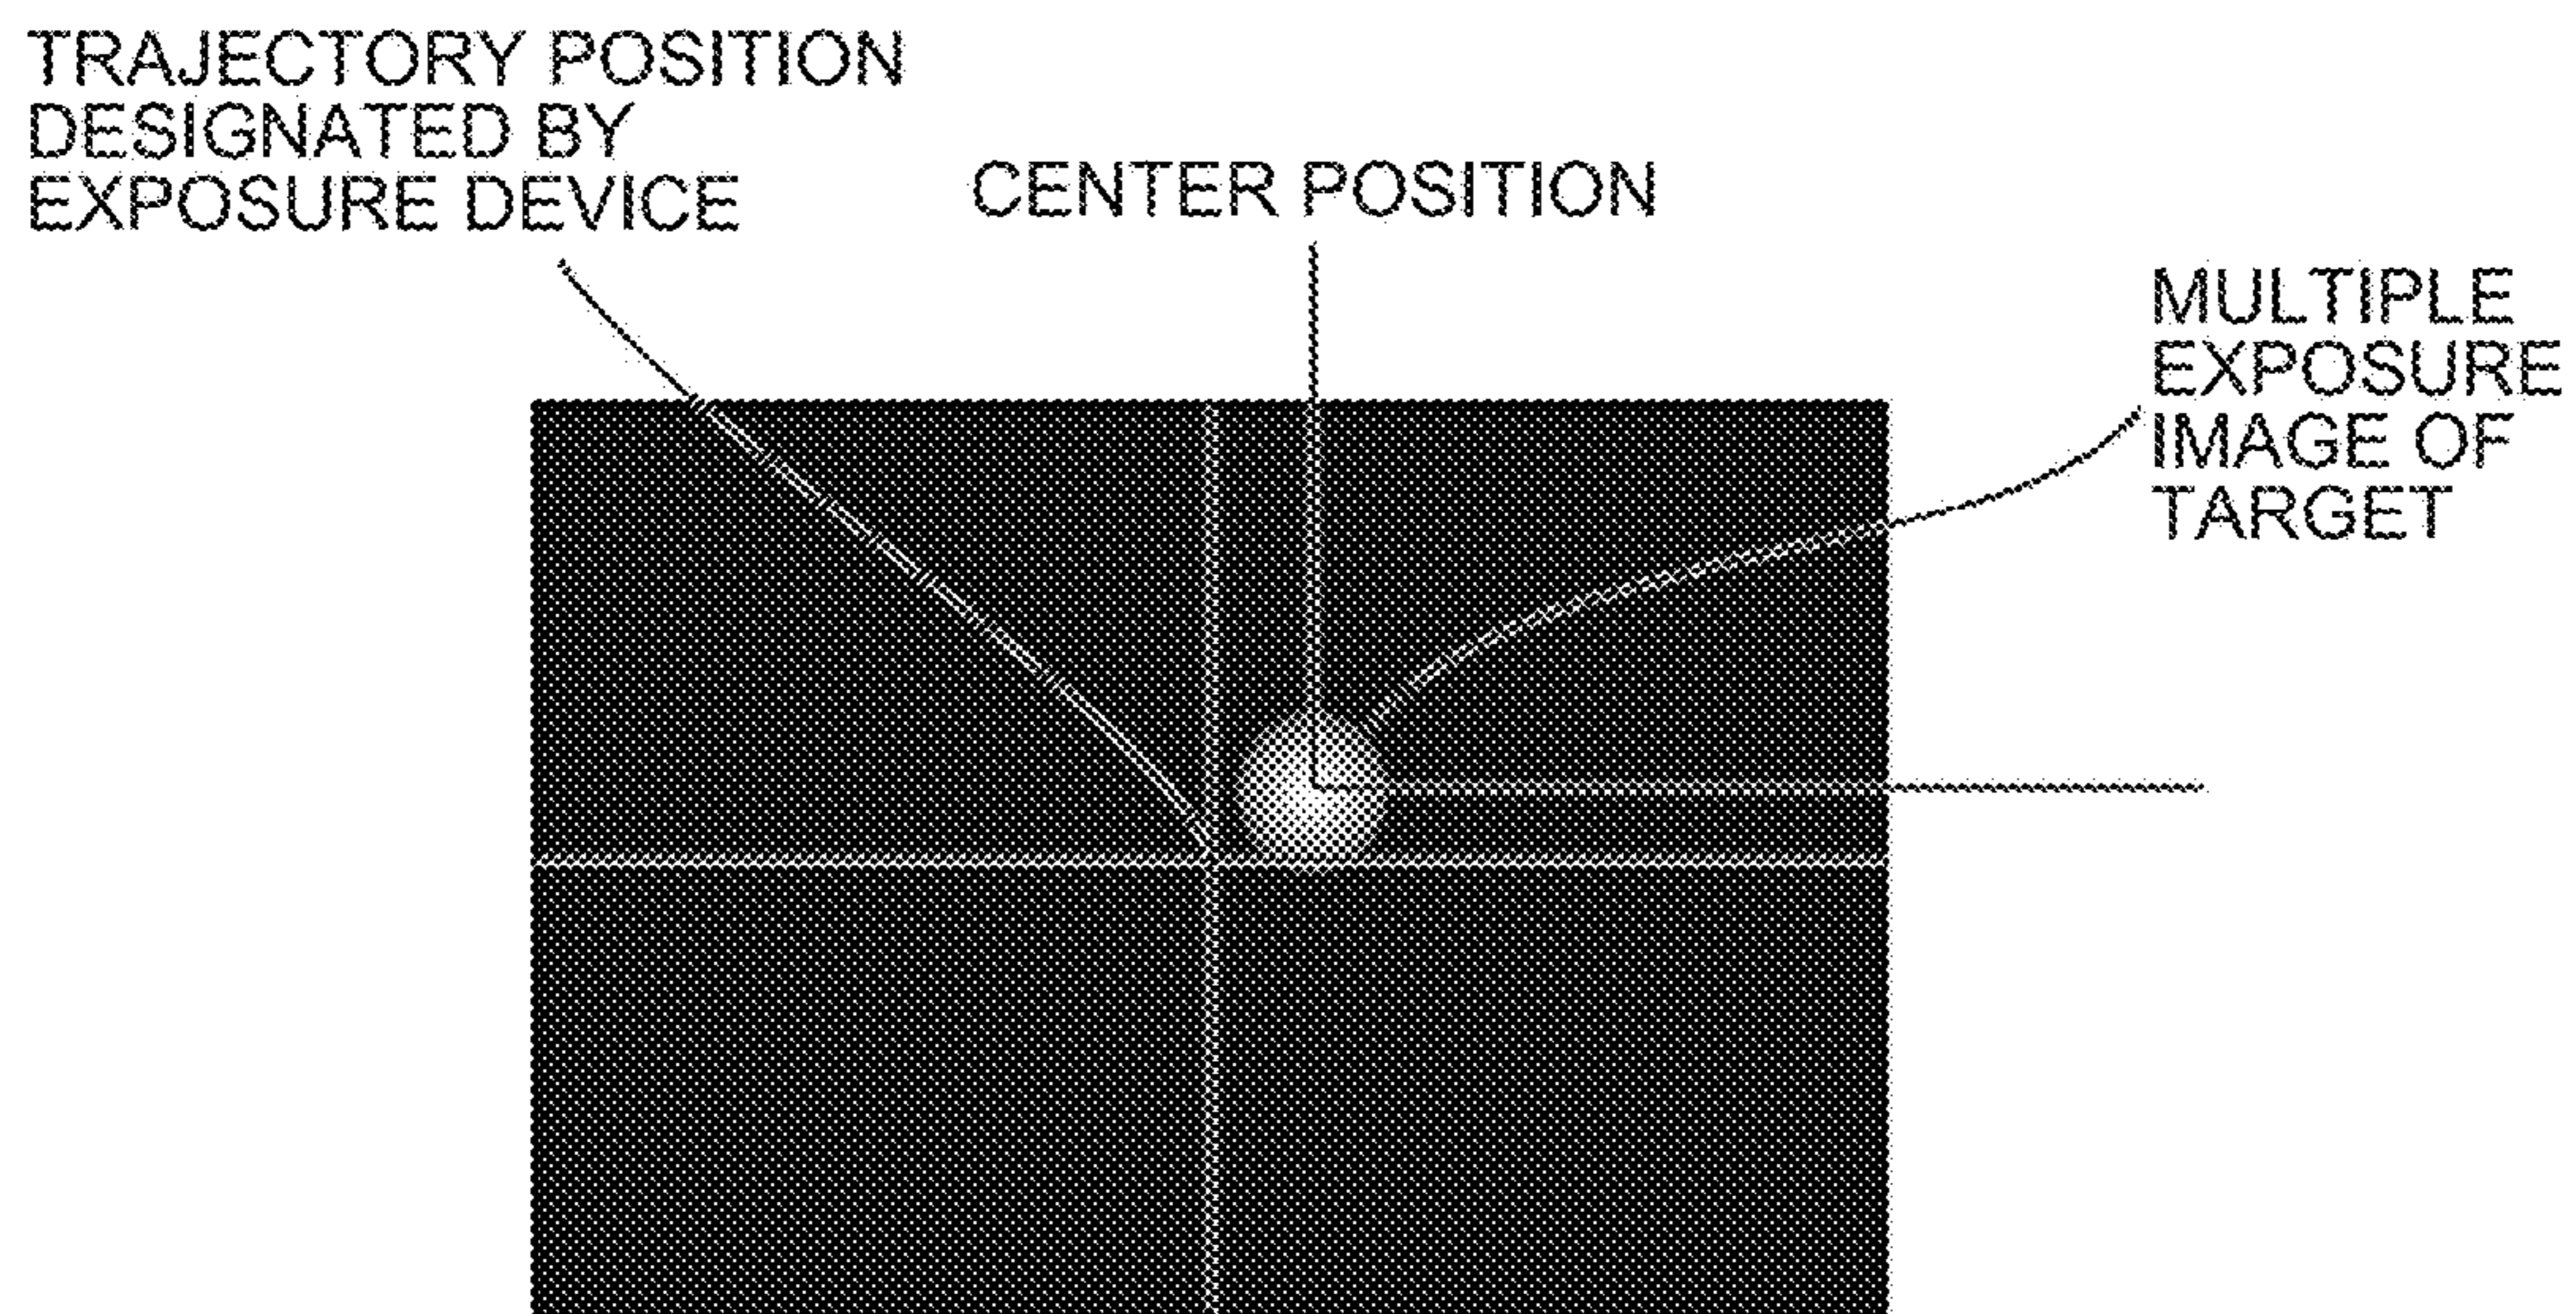 TRAJECTORY POSITION
DESIGNATED BY
EXPOSURE DEVICE
CENTER POSITION
MULTIPLE
EXPOSURE
IMAGE OF
TARGET